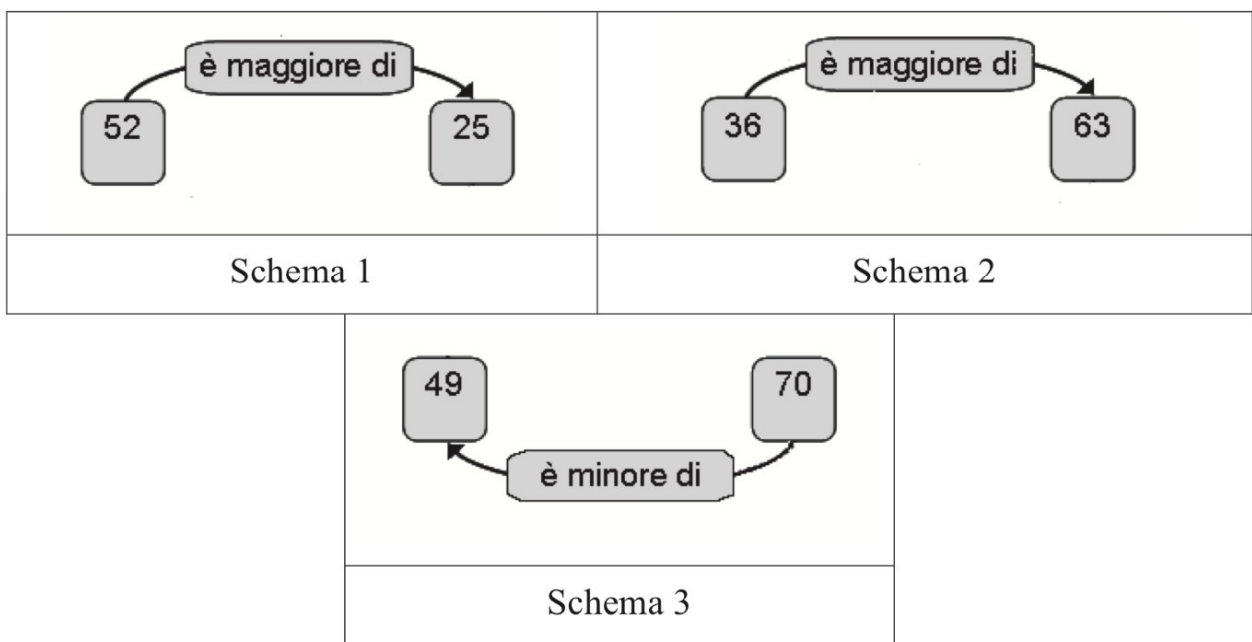 è maggiore di
52
25
Schema 1
è maggiore di
36
63
Schema 2
49
70
è minore di
Schema 3